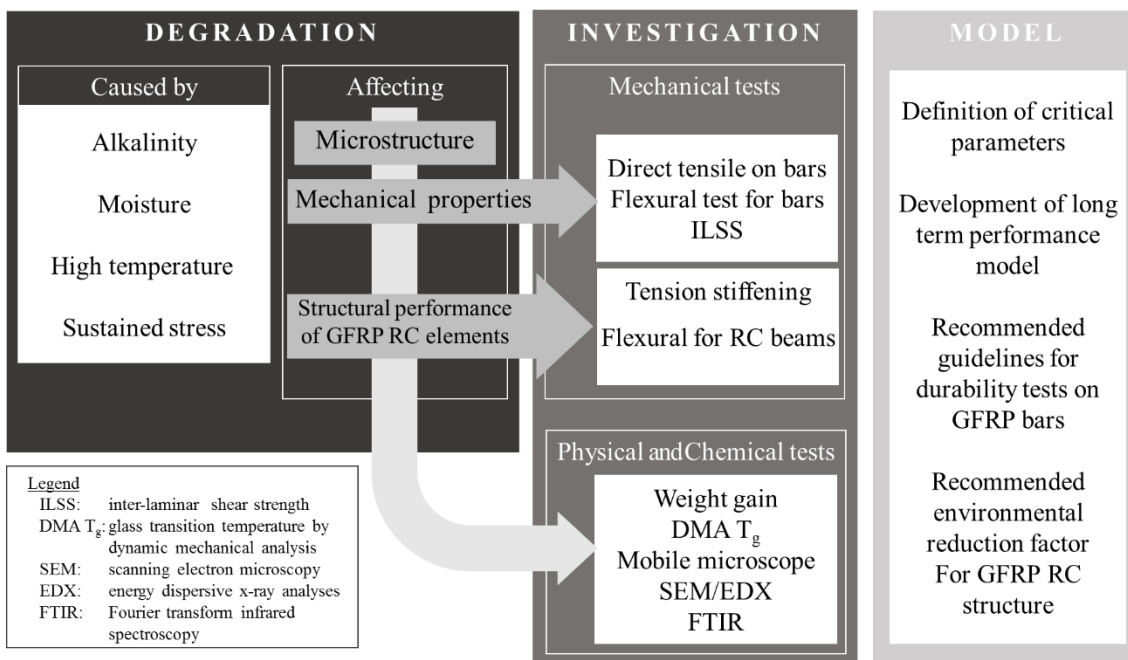 DEGRADATION
Caused by
Alkalinity
Moisture
High temperature
Sustained stress
Affecting
Microstructure
Mechanical properties
Structural performance
of GFRP RC elements
INVESTIGATION
Mechanical tests
Direct tensile on bars
Flexural test for bars
ILSS
Tension stiffening
Flexural for RC beams
Physical and Chemical tests
Weight gain
DMA Tg
Mobile microscope
SEM/EDX
FTIR
MODEL
Definition of critical
parameters
Development of long
term performance
model
Recommended
guidelines for
durability tests on
GFRP bars
Recommended
environmental
reduction factor
For GFRP RC
structure
Legend
ILSS: inter-laminar shear strength
DMA Tg: glass transition temperature by
dynamic mechanical analysis
SEM: scanning electron microscopy
EDX: energy dispersive x-ray analyses
FTIR: Fourier transform infrared
spectroscopy